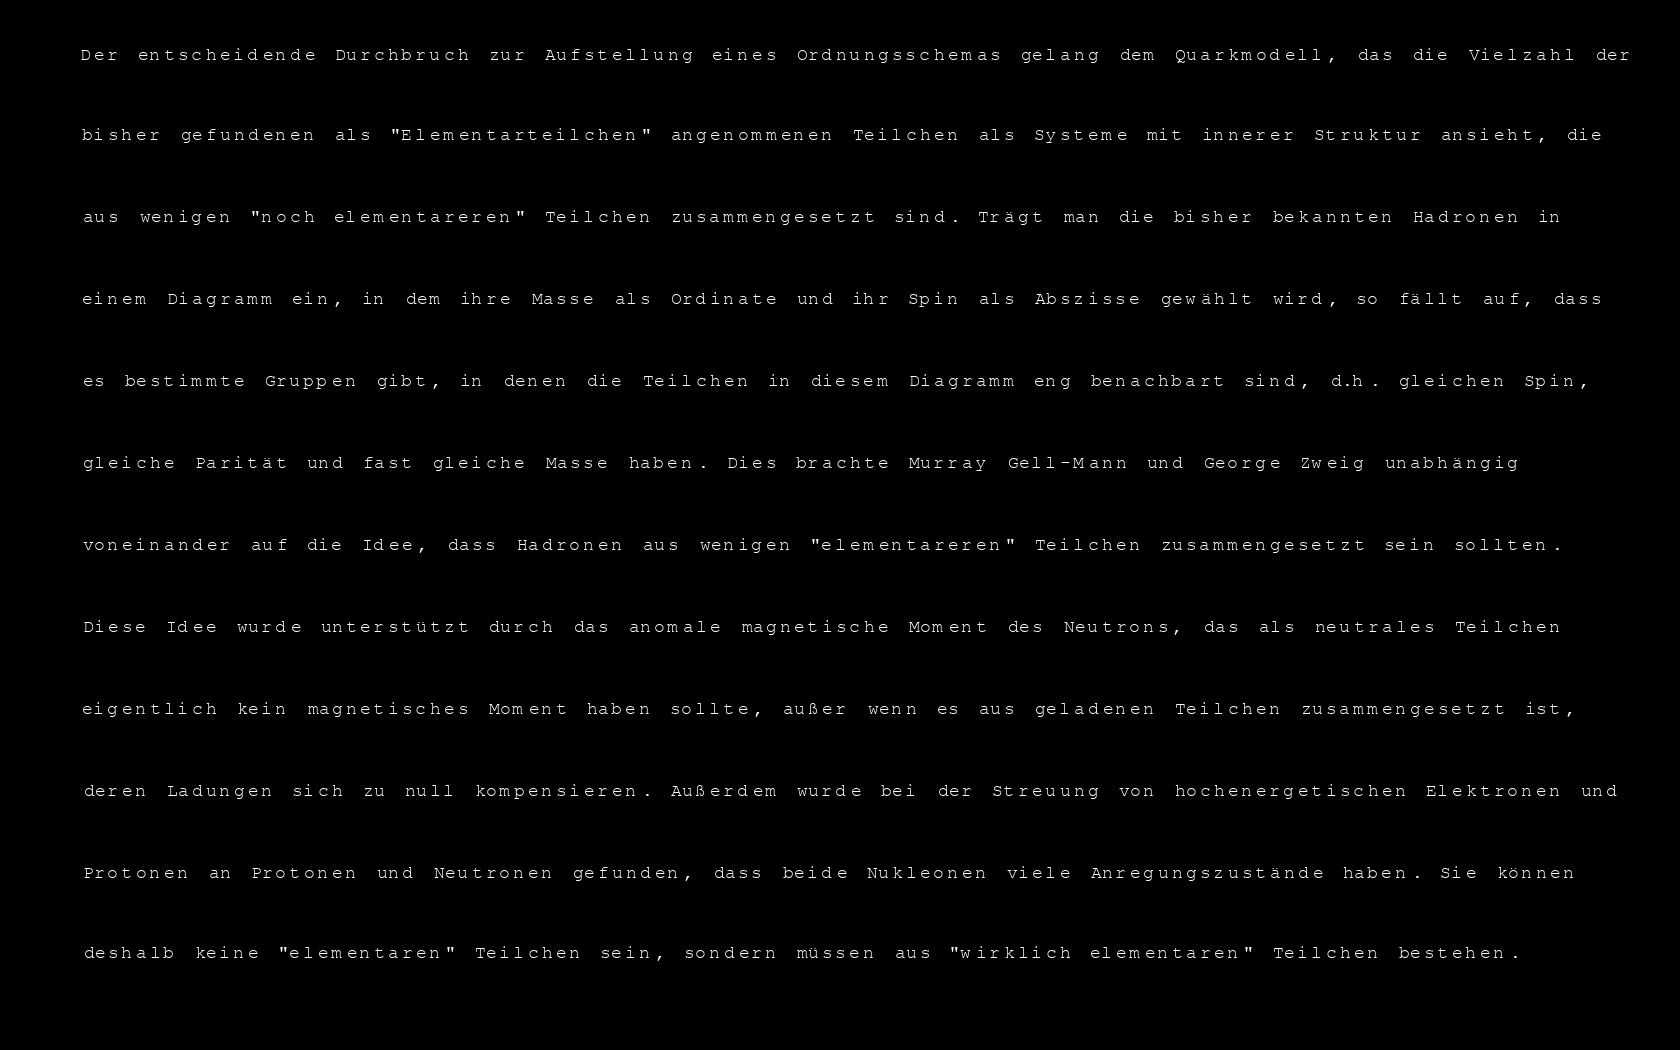 Der entscheidende Durchbruch zur Aufstellung eines Ordnungsschemas gelang dem Quarkmodell, das die Vielzahl der
bisher gefundenen als "Elementarteilchen" angenommenen Teilchen als Systeme mit innerer Struktur ansieht, die
aus wenigen "noch elementareren" Teilchen zusammengesetzt sind. Trägt man die bisher bekannten Hadronen in
einem Diagramm ein, in dem ihre Masse als Ordinate und ihr Spin als Abszisse gewählt wird, so fällt auf, dass
es bestimmte Gruppen gibt, in denen die Teilchen in diesem Diagramm eng benachbart sind, d.h. gleichen Spin,
gleiche Parität und fast gleiche Masse haben. Dies brachte Murray Gell-Mann und George Zweig unabhängig
voneinander auf die Idee, dass Hadronen aus wenigen "elementareren" Teilchen zusammengesetzt sein sollten.
Diese Idee wurde unterstützt durch das anomale magnetische Moment des Neutrons, das als neutrales Teilchen
eigentlich kein magnetisches Moment haben sollte, außer wenn es aus geladenen Teilchen zusammengesetzt ist,
deren Ladungen sich zu null kompensieren. Außerdem wurde bei der Streuung von hochenergetischen Elektronen und
Protonen an Protonen und Neutronen gefunden, dass beide Nukleonen viele Anregungszustände haben. Sie können
deshalb keine "elementaren" Teilchen sein, sondern müssen aus "wirklich elementaren" Teilchen bestehen.